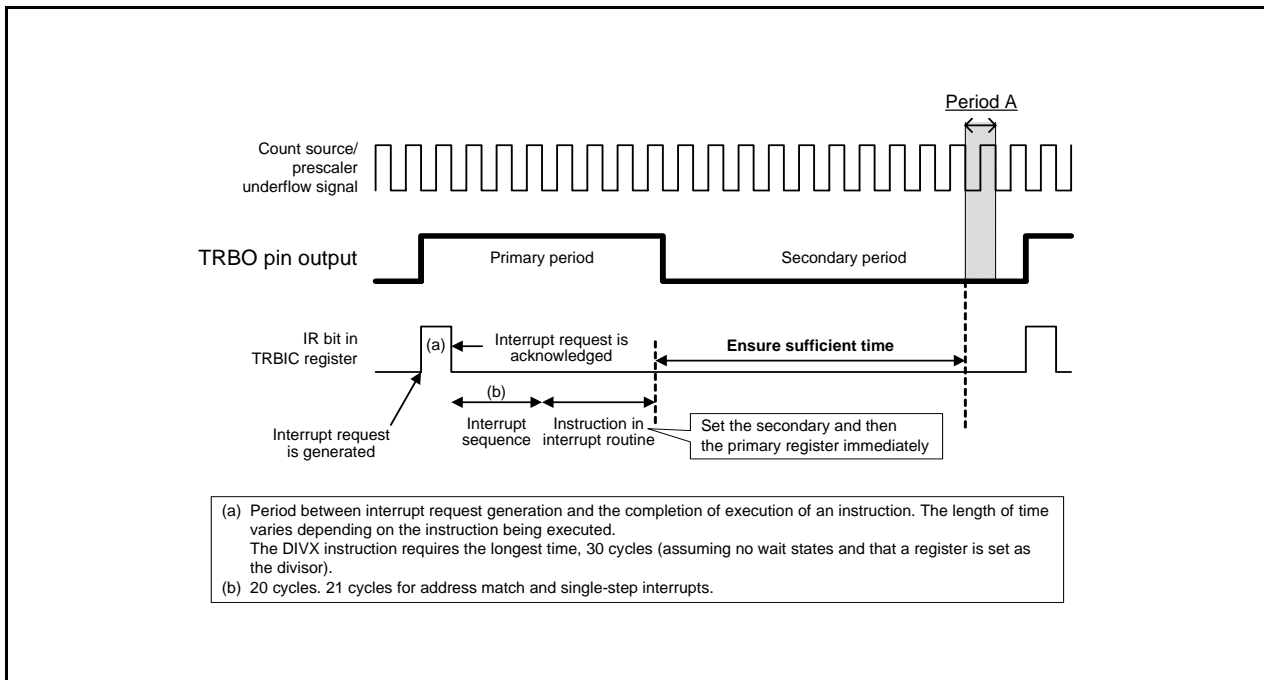 Period A
Count source/
prescaler
underflow signal
TRBO pin output
Primary period
Secondary period
IR bit in
TRBIC register
(a)
Interrupt request is
acknowledged
Ensure sufficient time
(b)
Interrupt
sequence
Instruction in
interrupt routine
Set the secondary and then
the primary register immediately
Interrupt request
is generated
(a) Period between interrupt request generation and the completion of execution of an instruction. The length of time
varies depending on the instruction being executed.
The DIVX instruction requires the longest time, 30 cycles (assuming no wait states and that a register is set as
the divisor).
(b) 20 cycles. 21 cycles for address match and single-step interrupts.